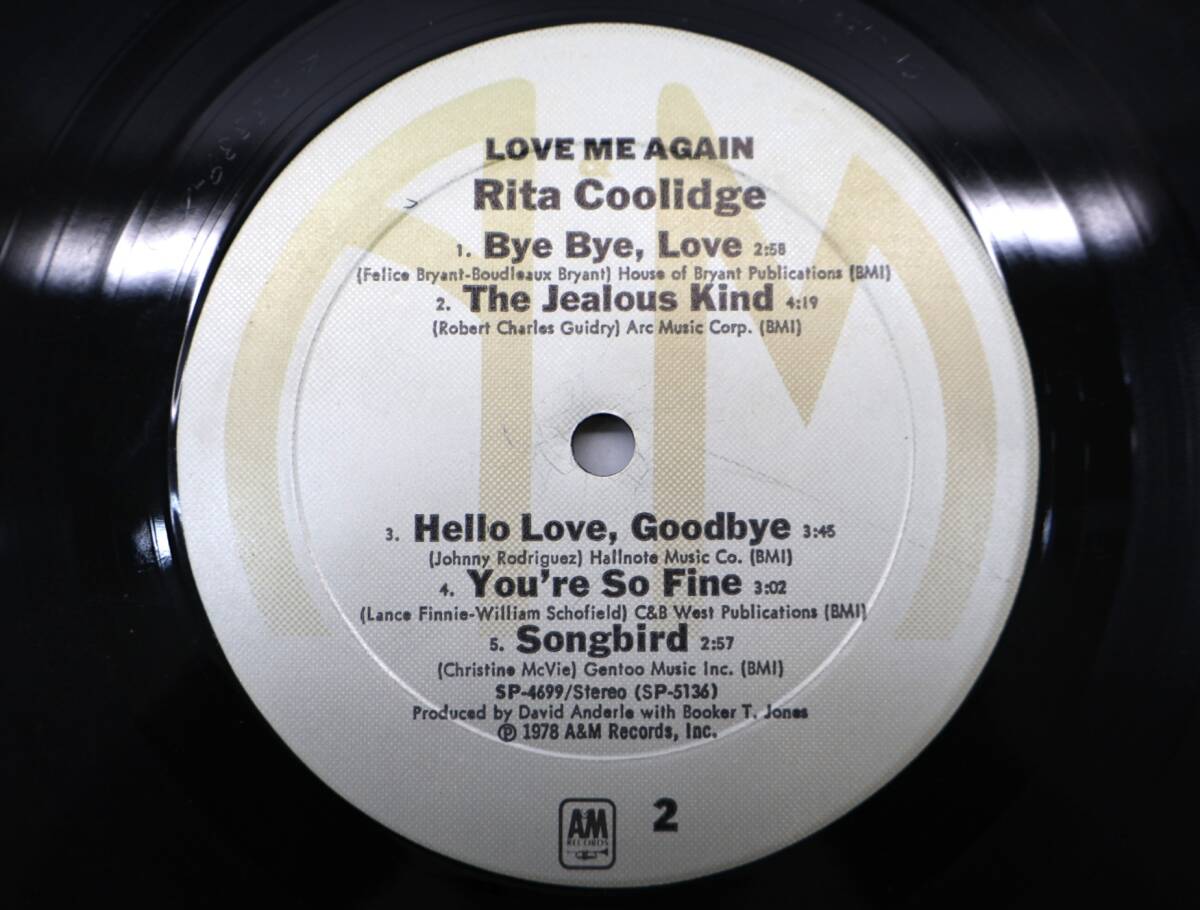 LOVE ME AGAIN
Rita Coolidge
1. Bye Bye, Love 2:58
(Felice Bryant-Boudleaux Bryant) House of Bryant Publications (BMI)
2. The Jealous Kind 4:19
(Robert Charles Guidry) Arc Music Corp. (BMI)
3. Hello Love, Goodbye 3:45
(Johnny Rodriguez) Hallnote Music Co. (BMI)
4. You're So Fine 3:02
(Lance Finnie-William Schofield) C&B West Publications (BMI)
5. Songbird 2:57
(Christine McVie) Gentoo Music Inc. (BMI)
SP-4699/Stereo (SP-5136)
Produced by David Anderle with Booker T. Jones
℗ 1978 A&M Records, Inc.
A&M
RECORDS
2